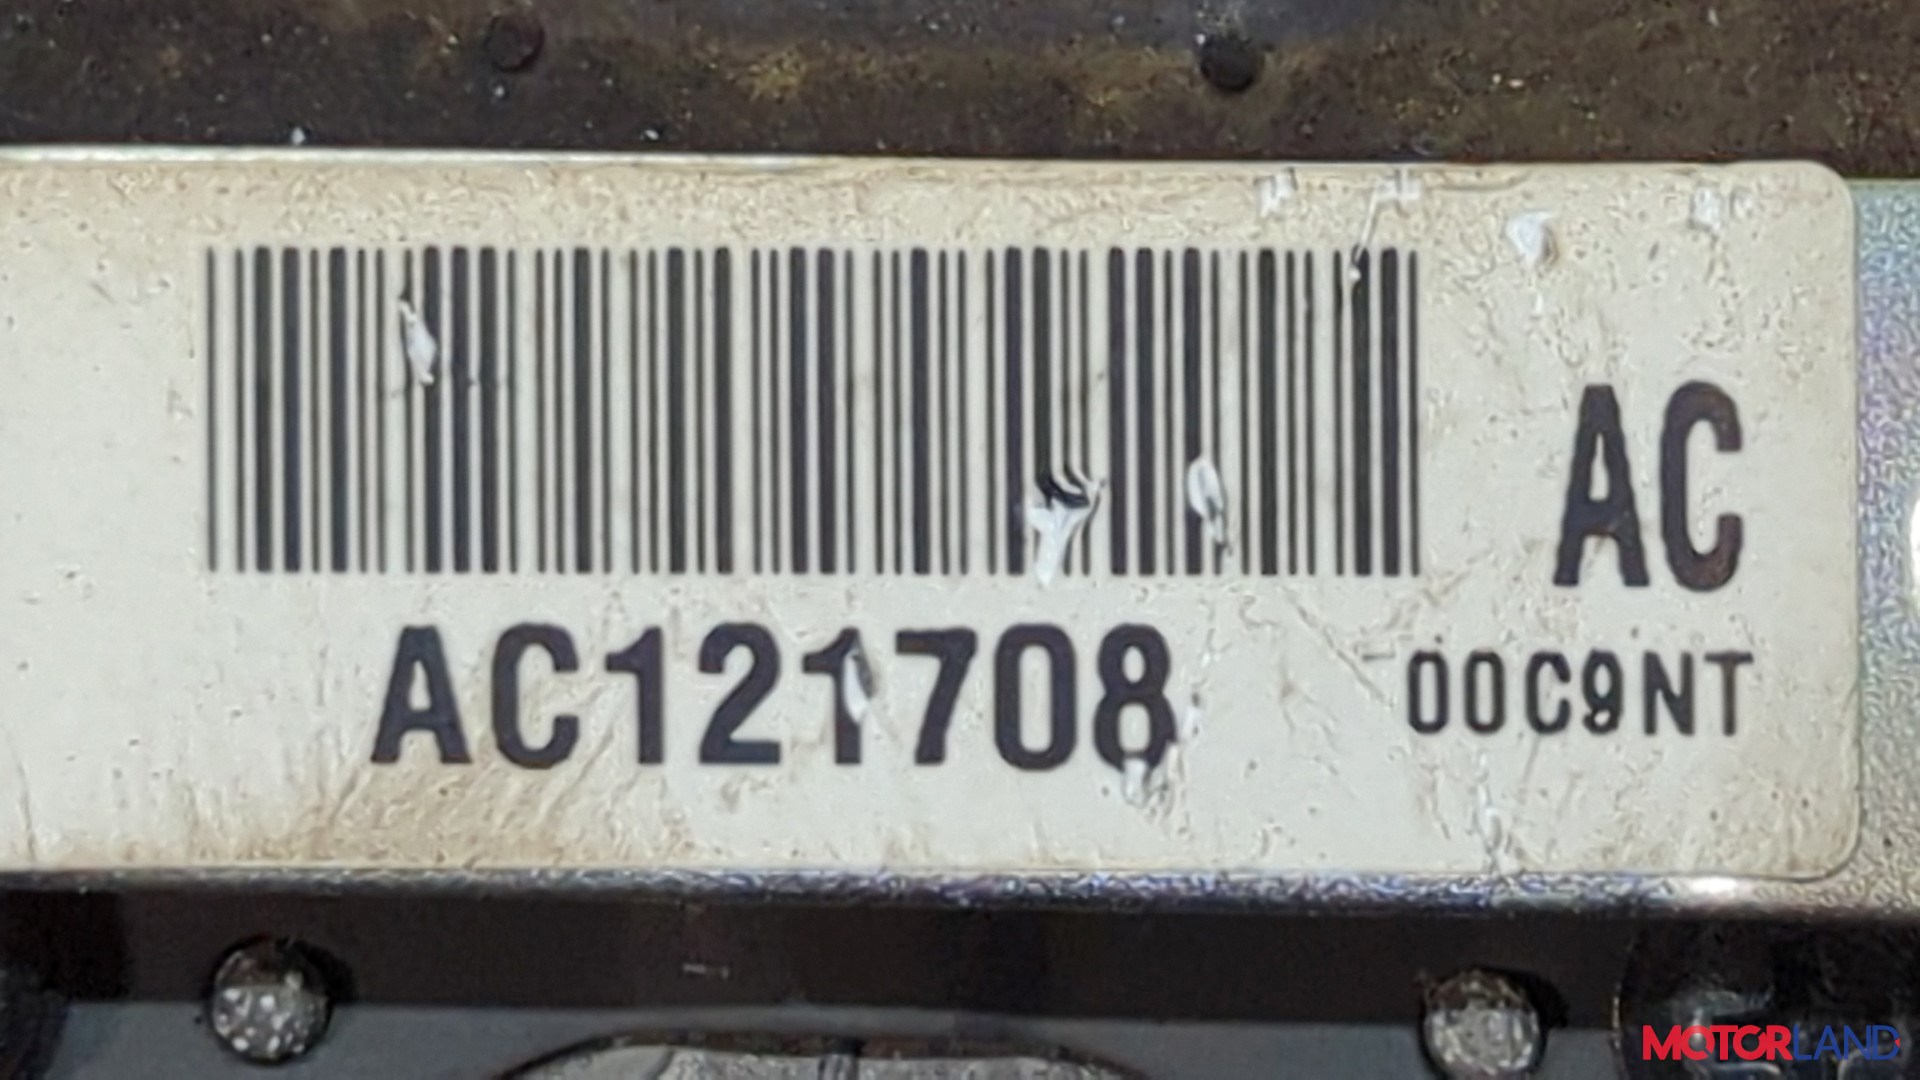 AC
AC121708
00C9NT
MOTORLAND